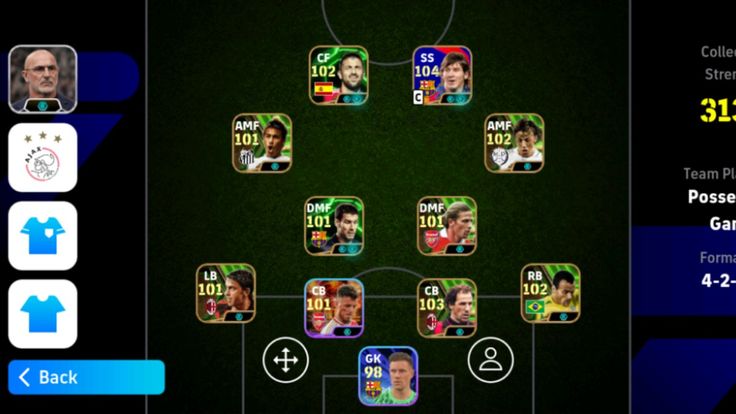 Collec
Stren
313
Team Pla
Posse
Gar
Forma
4-2-
CF
102
SS
104
C
AMF
101
AMF
102
DMF
101
DMF
101
LB
101
CB
101
CB
103
RB
102
GK
98
AJAX
Back